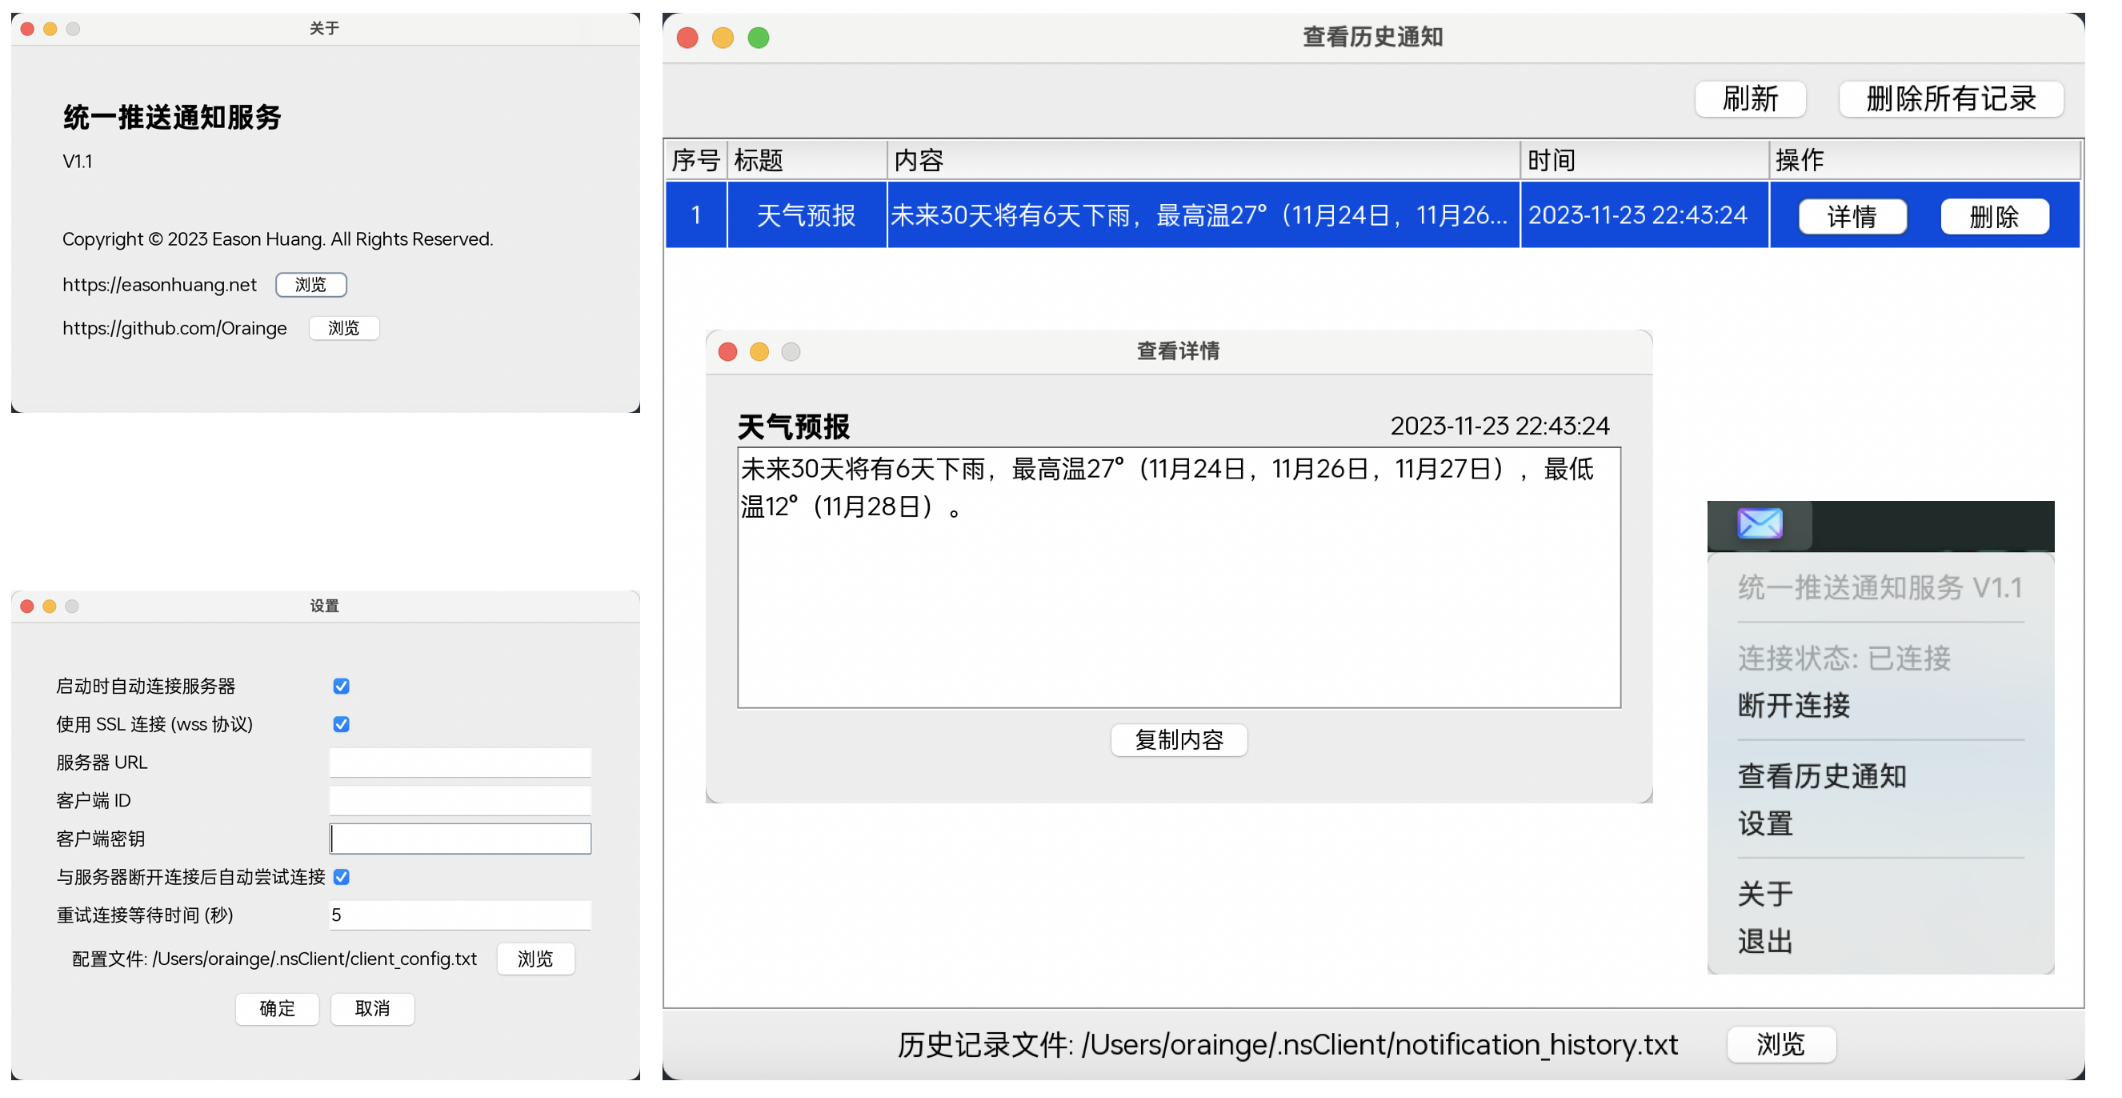 关于
统一推送通知服务
V1.1
Copyright © 2023 Eason Huang. All Rights Reserved.
https://easonhuang.net 浏览
https://github.com/Orainge 浏览
设置
启动时自动连接服务器
使用 SSL 连接 (wss 协议)
服务器 URL
客户端 ID
客户端密钥
与服务器断开连接后自动尝试连接
重试连接等待时间 (秒) 5
配置文件: /Users/orainge/.nsClient/client_config.txt 浏览
确定 取消
查看历史通知
刷新 删除所有记录
序号 标题 内容 时间 操作
1 天气预报 未来30天将有6天下雨，最高温27°（11月24日，11月26... 2023-11-23 22:43:24 详情 删除
查看详情
天气预报 2023-11-23 22:43:24
未来30天将有6天下雨，最高温27°（11月24日，11月26日，11月27日），最低
温12°（11月28日）。
复制内容
统一推送通知服务 V1.1
连接状态: 已连接
断开连接
查看历史通知
设置
关于
退出
历史记录文件: /Users/orainge/.nsClient/notification_history.txt 浏览